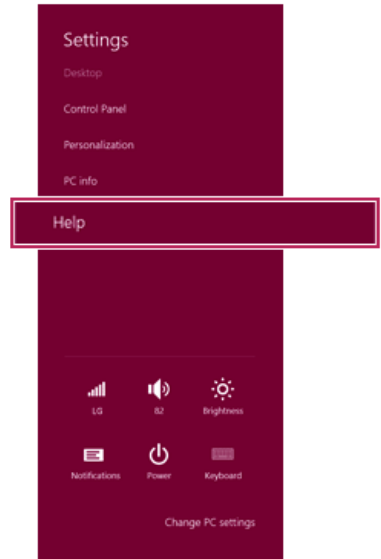 Settings
Desktop
Control Panel
Personalization
PC info
Help
LG 82 Brightness
Notifications Power Keyboard
Change PC settings